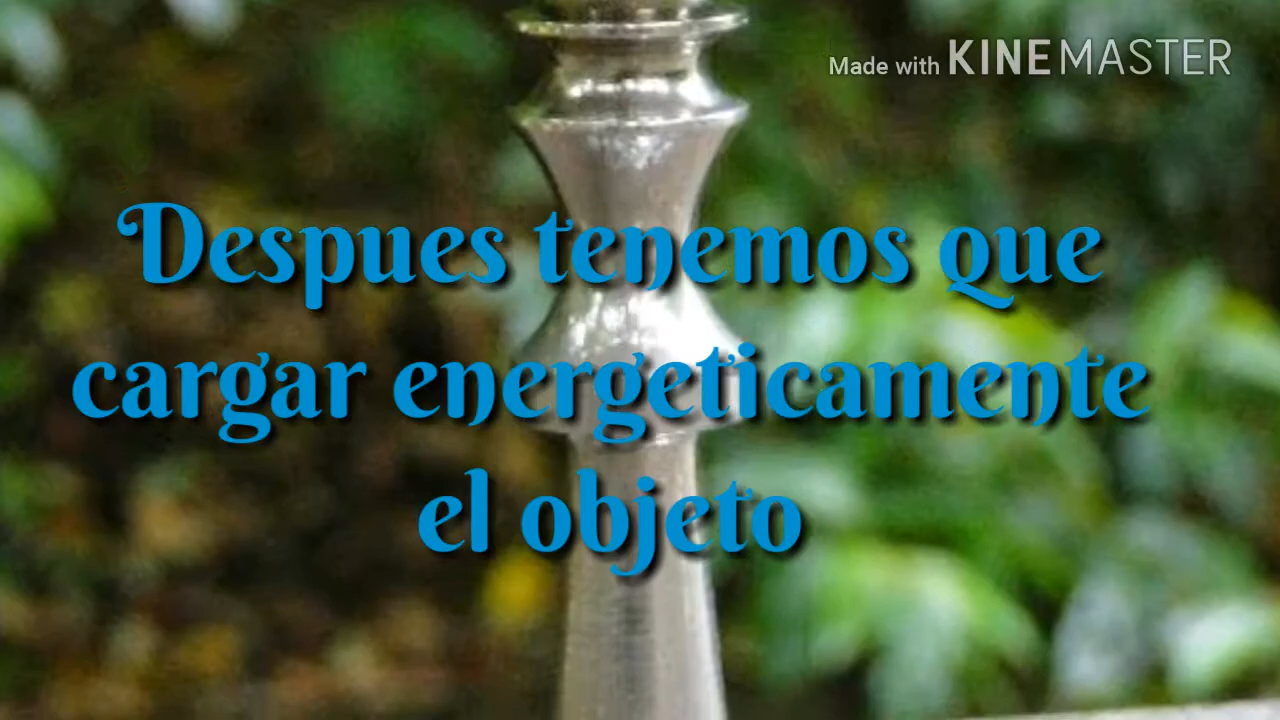 Made with KINEMASTER
Despues tenemos que
cargar energeticamente
el objeto